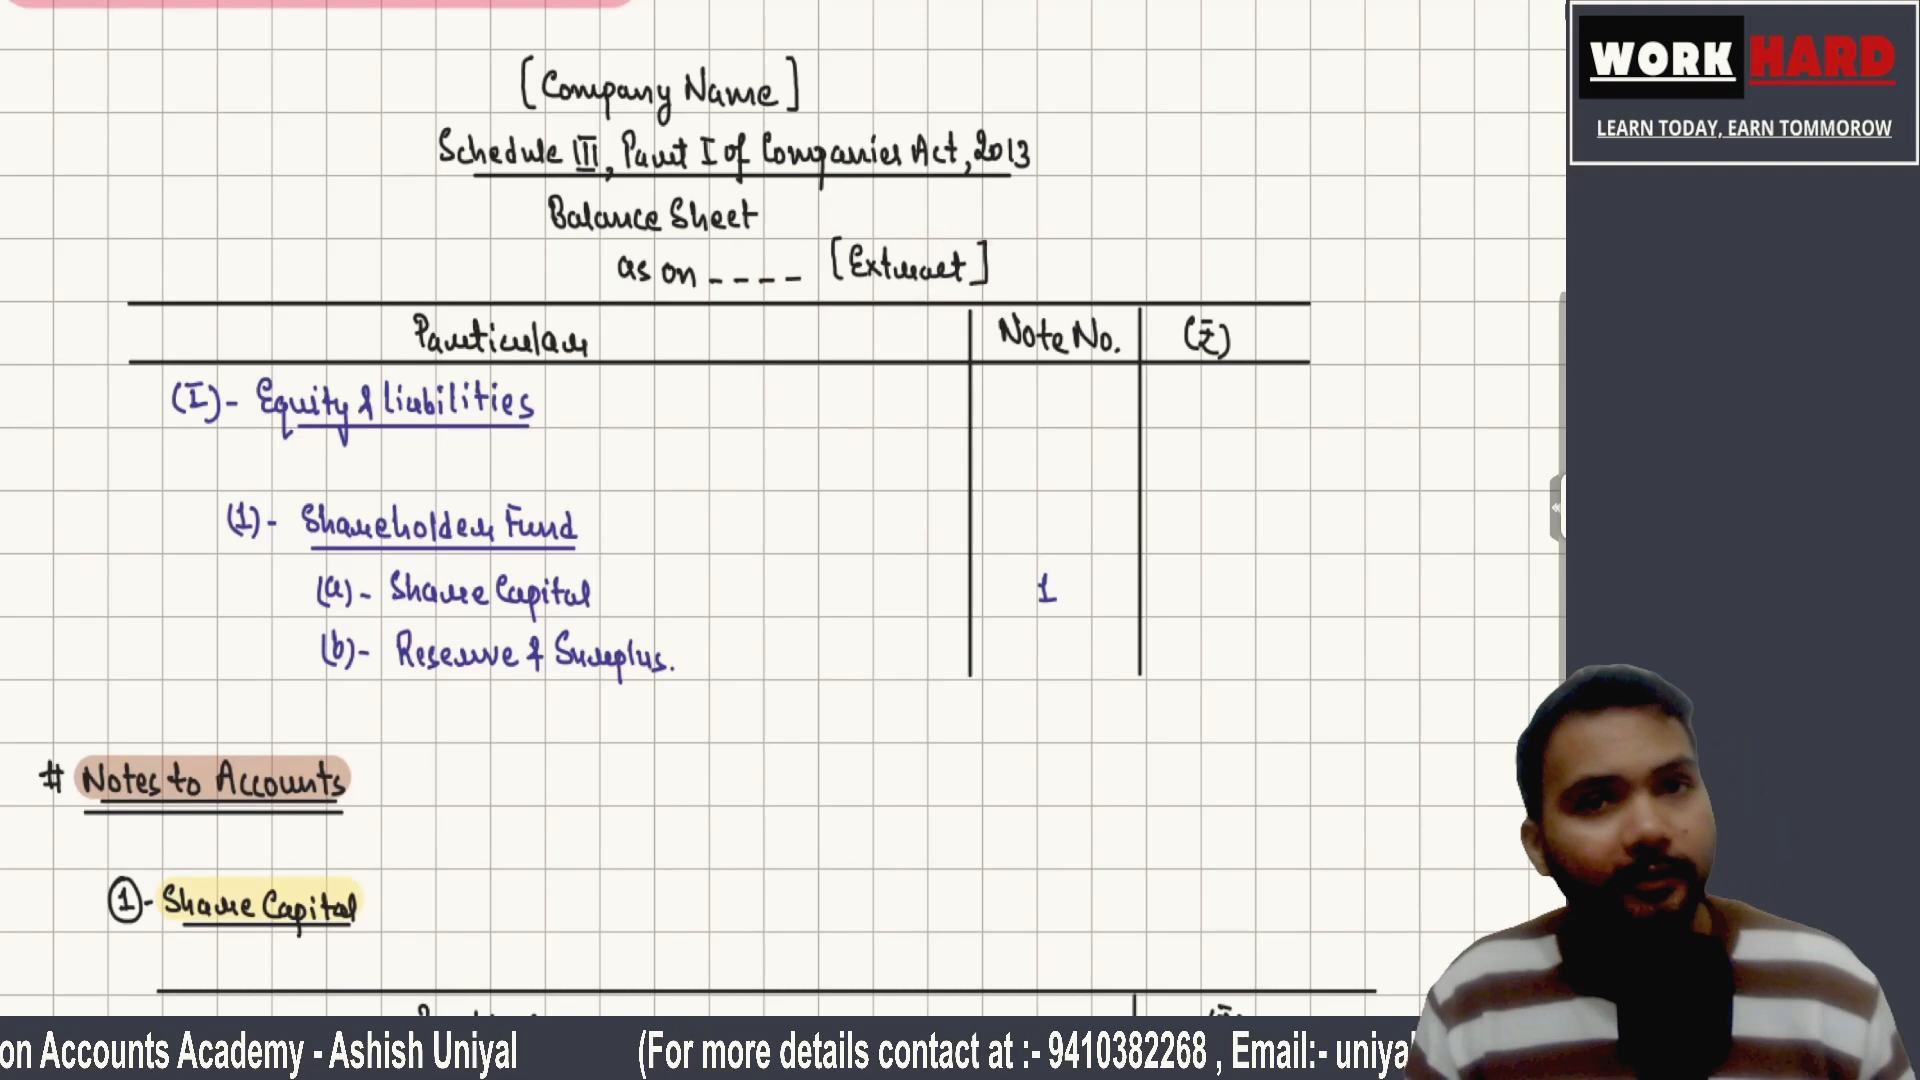 [Company Name]
Schedule III, Part I of Companies Act, 2013
Balance Sheet
as on ---- [Extract]
Particulars
Note No.
(₹)
(I)- Equity & liabilities
(1)- Shareholders Fund
(a)- Share Capital
1
(b)- Reserve & Surplus.
# Notes to Accounts
①- Share Capital
WORK HARD
LEARN TODAY, EARN TOMMOROW
on Accounts Academy - Ashish Uniyal (For more details contact at :- 9410382268 , Email:- uniyal